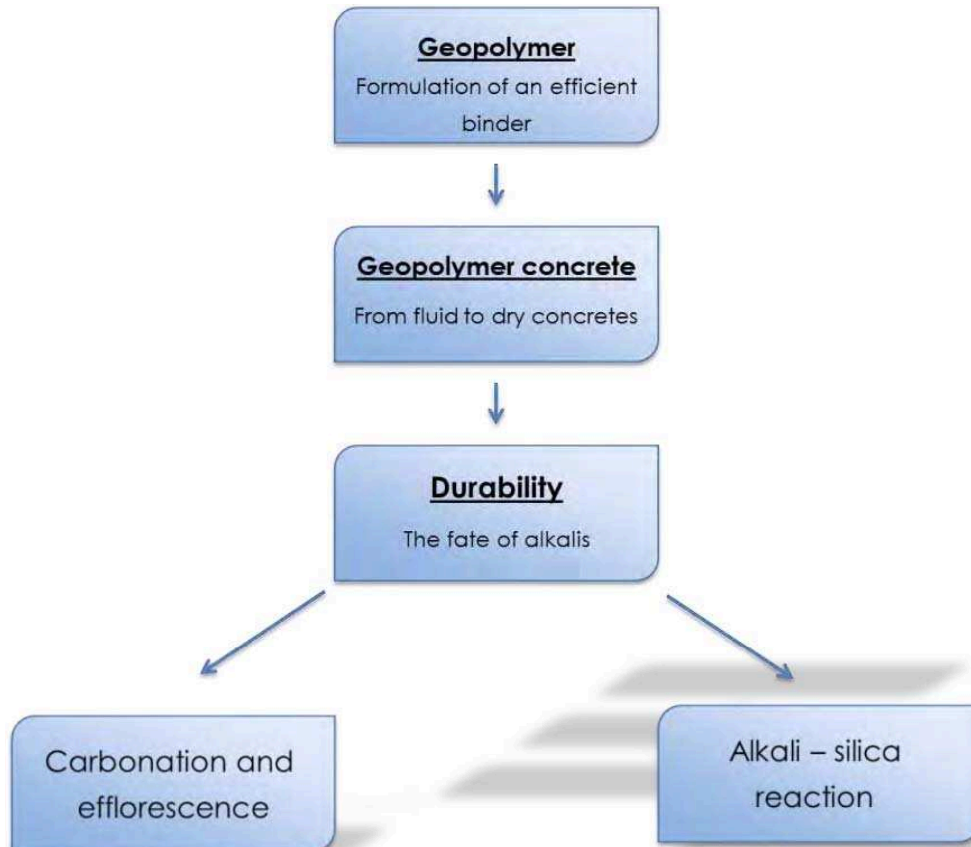 Geopolymer
Formulation of an efficient
binder
Geopolymer concrete
From fluid to dry concretes
Durability
The fate of alkalis
Carbonation and
efflorescence
Alkali – silica
reaction